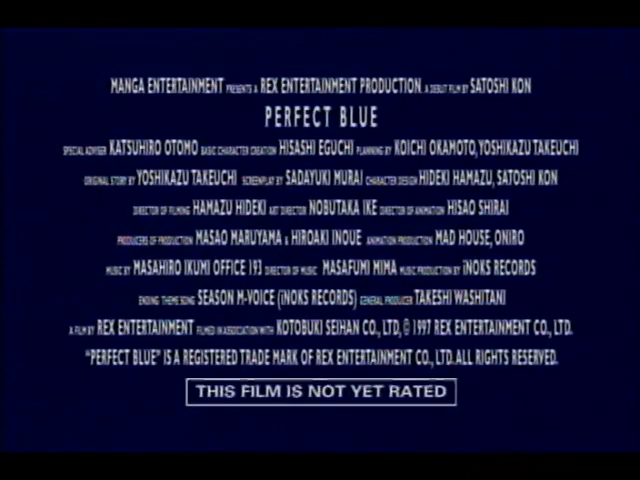 MANGA ENTERTAINMENT PRESENTS A REX ENTERTAINMENT PRODUCTION. A DEBUT FILM BY SATOSHI KON
PERFECT BLUE
SPECIAL ADVISER KATSUHIRO OTOMO BASIC CHARACTER CREATION HISASHI EGUCHI PLANNING BY KOICHI OKAMOTO, YOSHIKAZU TAKEUCHI
ORIGINAL STORY BY YOSHIKAZU TAKEUCHI SCREENPLAY BY SADAYUKI MURAI CHARACTER DESIGN HIDEKI HAMAZU, SATOSHI KON
DIRECTOR OF FILMING HAMAZU HIDEKI ART DIRECTOR NOBUTAKA IKE DIRECTOR OF ANIMATION HISAO SHIRAI
PRODUCERS OF PRODUCTION MASAO MARUYAMA & HIROAKI INOUE ANIMATION PRODUCTION MAD HOUSE, ONIRO
MUSIC BY MASAHIRO IKUMI OFFICE 193 DIRECTOR OF MUSIC MASAFUMI MIMA MUSIC PRODUCTION BY iNOKS RECORDS
ENDING THEME SONG SEASON M-VOICE (iNOKS RECORDS) GENERAL PRODUCER TAKESHI WASHITANI
A FILM BY REX ENTERTAINMENT FILMED IN ASSOCIATION WITH KOTOBUKI SEIHAN CO., LTD, © 1997 REX ENTERTAINMENT CO., LTD.
"PERFECT BLUE" IS A REGISTERED TRADE MARK OF REX ENTERTAINMENT CO., LTD. ALL RIGHTS RESERVED.
THIS FILM IS NOT YET RATED